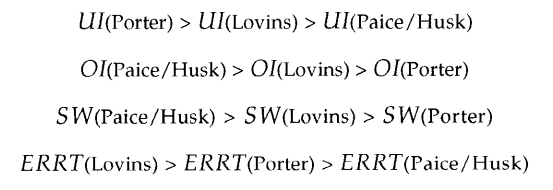 UI(Porter) > UI(Lovins) > UI(Paice/Husk)
OI(Paice/Husk) > OI(Lovins) > OI(Porter)
SW(Paice/Husk) > SW(Lovins) > SW(Porter)
ERRT(Lovins) > ERRT(Porter) > ERRT(Paice/Husk)